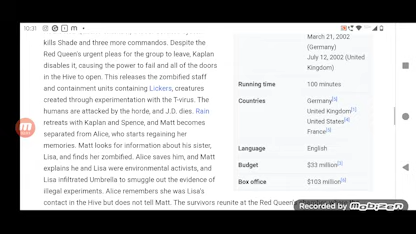 10:31
kills Shade and three more commandos. Despite the
Red Queen's urgent pleas for the group to leave, Kaplan
disables it, causing the power to fail and all of the doors
in the Hive to open. This releases the zombified staff
and containment units containing Lickers, creatures
created through experimentation with the T-virus. The
humans are attacked by the horde, and J.D. dies. Rain
retreats with Kaplan and Spence, and Matt becomes
separated from Alice, who starts regaining her
memories. Matt looks for information about his sister,
Lisa, and finds her zombified. Alice saves him, and Matt
explains he and Lisa were environmental activists, and
Lisa infiltrated Umbrella to smuggle out the evidence of
illegal experiments. Alice remembers she was Lisa's
contact in the Hive but does not tell Matt. The survivors reunite at the Red Queen's
March 21, 2002
(Germany)
July 12, 2002 (United
Kingdom)
Running time 100 minutes
Countries Germany
United Kingdom
United States
France
Language English
Budget $33 million
Box office $103 million
Recorded by Mobizen